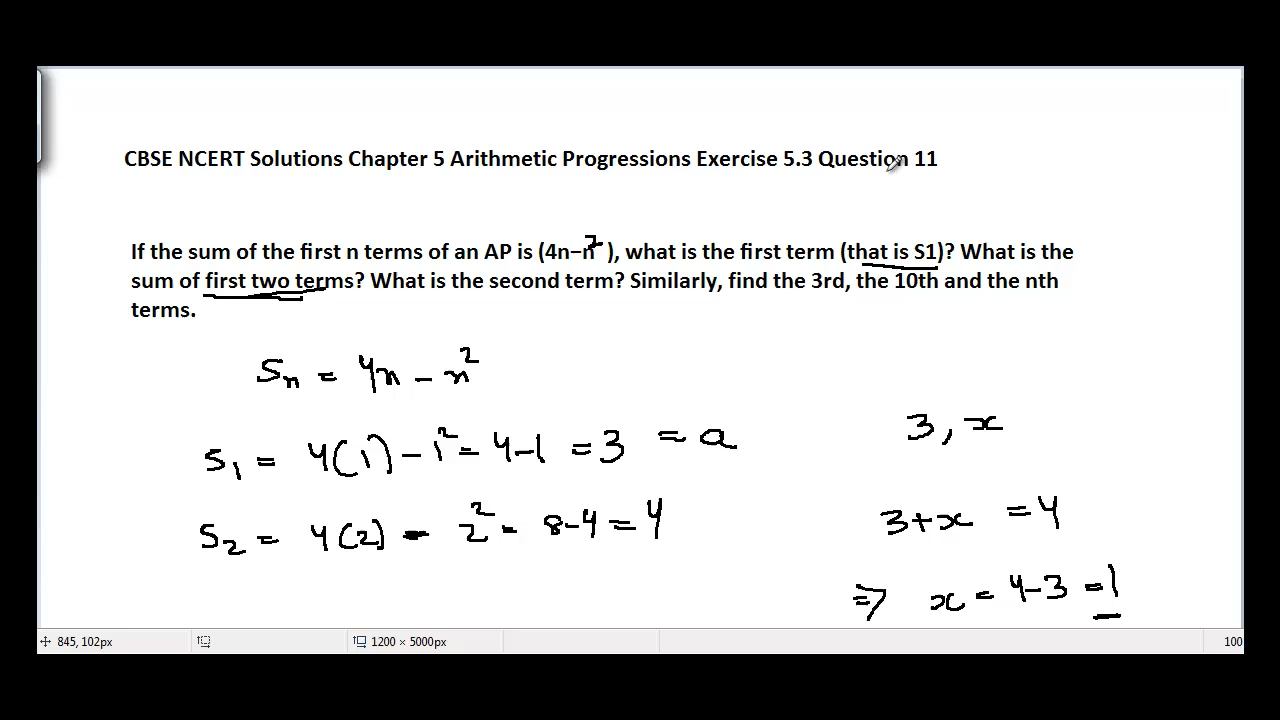 CBSE NCERT Solutions Chapter 5 Arithmetic Progressions Exercise 5.3 Question 11
If the sum of the first n terms of an AP is (4n−n² ), what is the first term (that is S1)? What is the
sum of first two terms? What is the second term? Similarly, find the 3rd, the 10th and the nth
terms.
Sn = 4n − n²
S1 = 4(1) − 1² = 4−1 = 3 = a
S2 = 4(2) − 2² = 8−4 = 4
3, x
3+x = 4
⇒ x = 4−3 = 1
845, 102px
1200 × 5000px
100